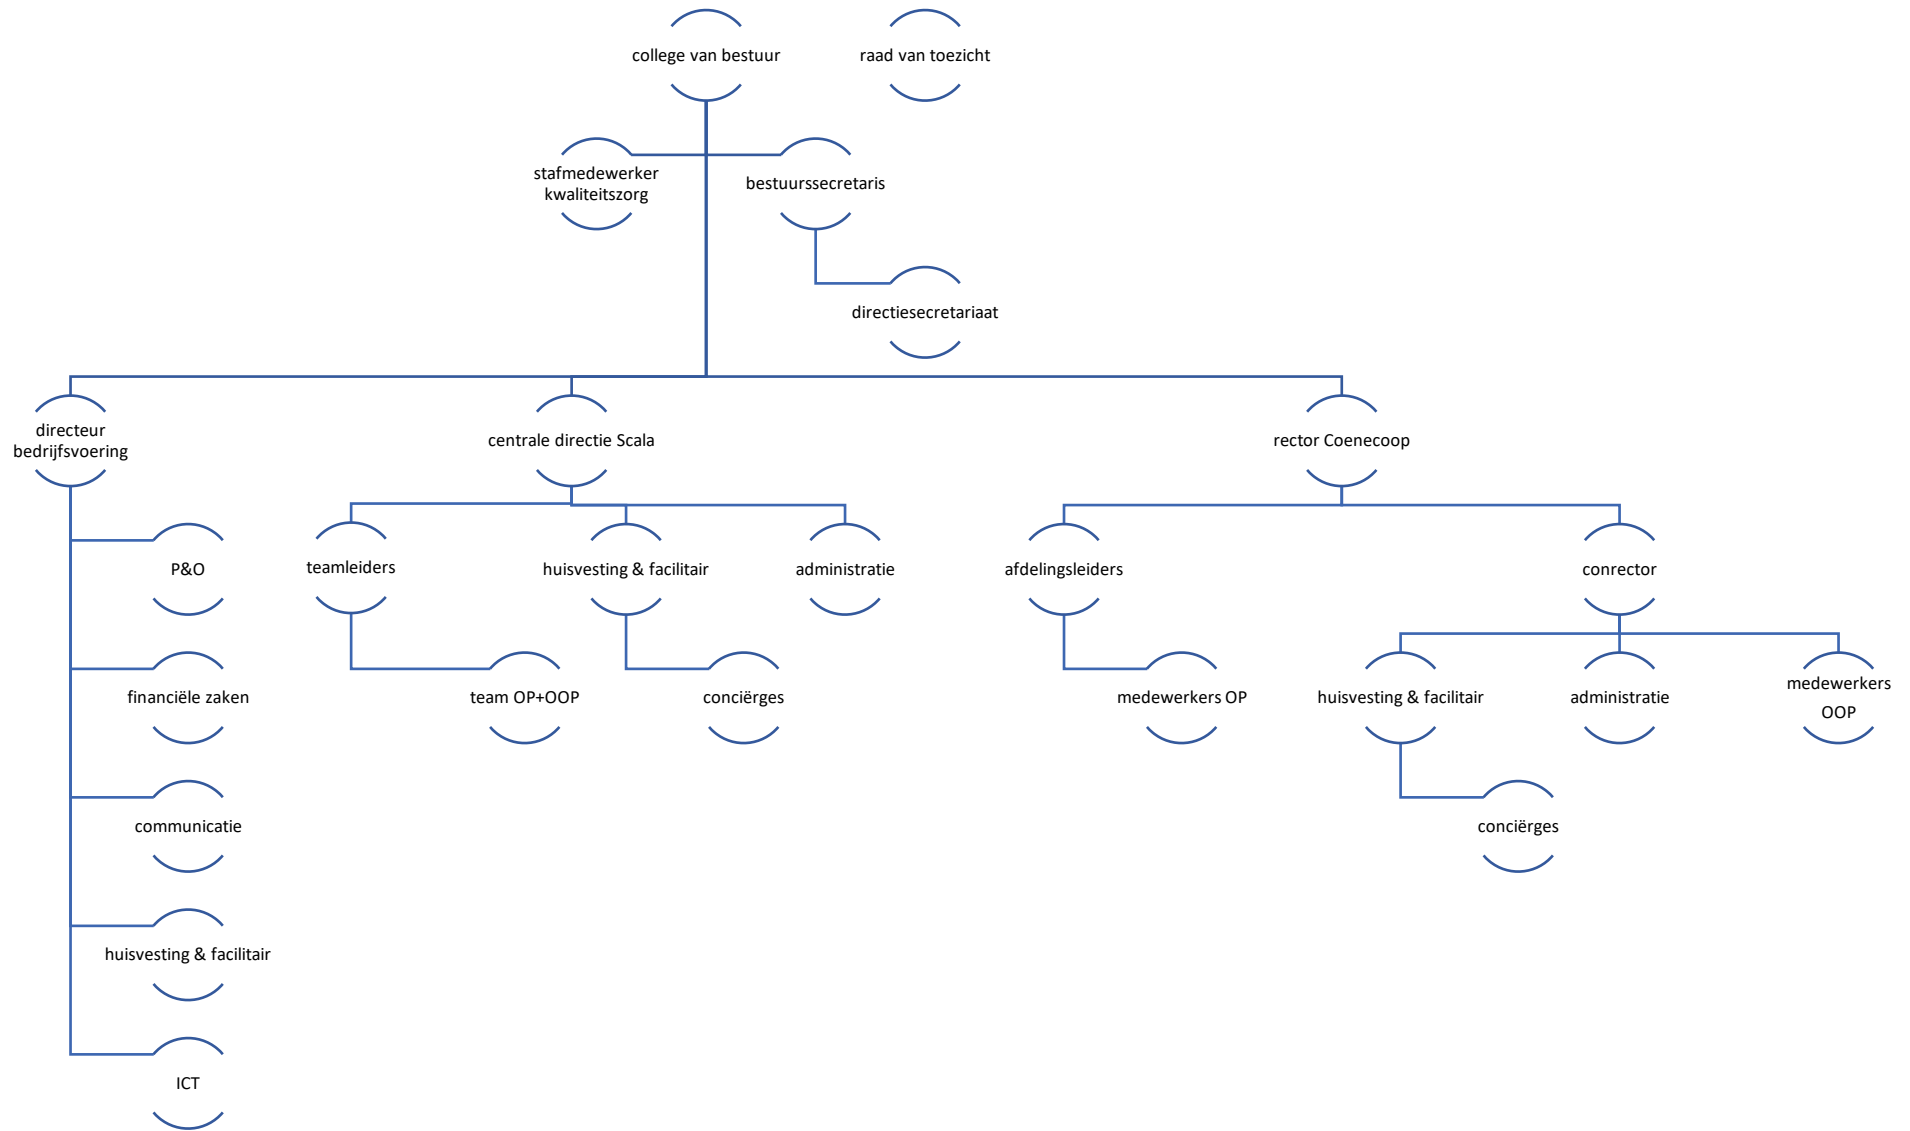 college van bestuur
raad van toezicht
stafmedewerker
kwaliteitszorg
bestuurssecretaris
directiesecretariaat
directeur
bedrijfsvoering
centrale directie Scala
rector Coenecoop
P&O
teamleiders
huisvesting & facilitair
administratie
afdelingsleiders
conrector
financiële zaken
team OP+OOP
conciërges
medewerkers OP
huisvesting & facilitair
administratie
medewerkers
OOP
communicatie
conciërges
huisvesting & facilitair
ICT